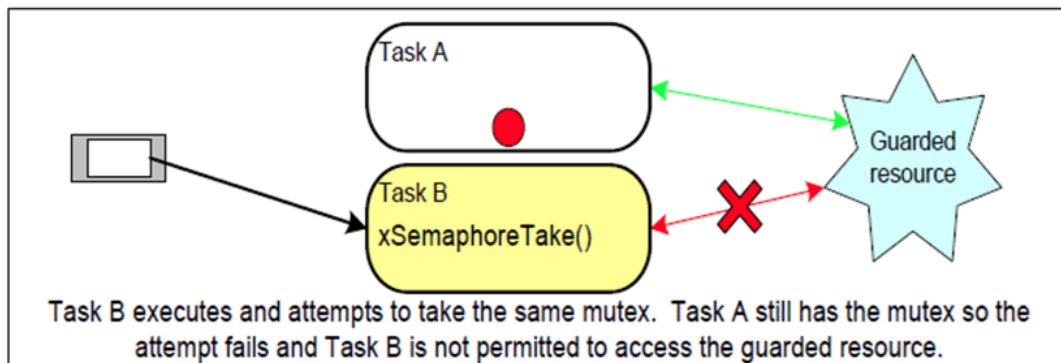 Task A
Guarded
resource
Task B
xSemaphoreTake()
Task B executes and attempts to take the same mutex.  Task A still has the mutex so the
attempt fails and Task B is not permitted to access the guarded resource.